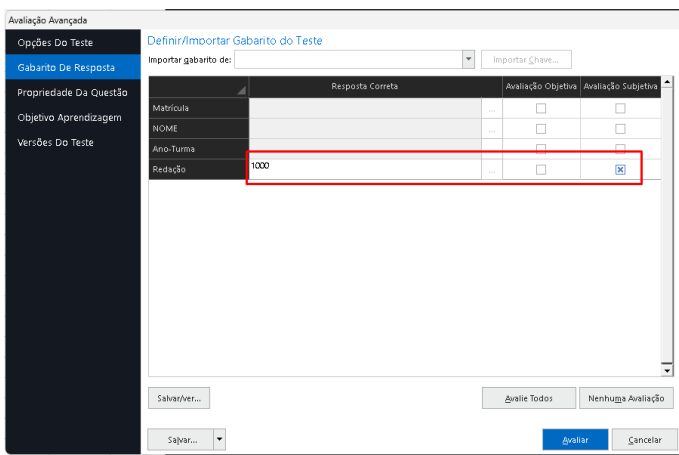 Avaliação Avançada
Opções Do Teste
Gabarito De Resposta
Propriedade Da Questão
Objetivo Aprendizagem
Versões Do Teste
Definir/Importar Gabarito do Teste
Importar gabarito de:
Importar Chave...
Resposta Correta Avaliação Objetiva Avaliação Subjetiva
Matrícula ...
NOME ...
Ano-Turma ...
Redação 1000 ...
Salvar/ver... Avalie Todos Nenhuma Avaliação
Salvar... Avaliar Cancelar